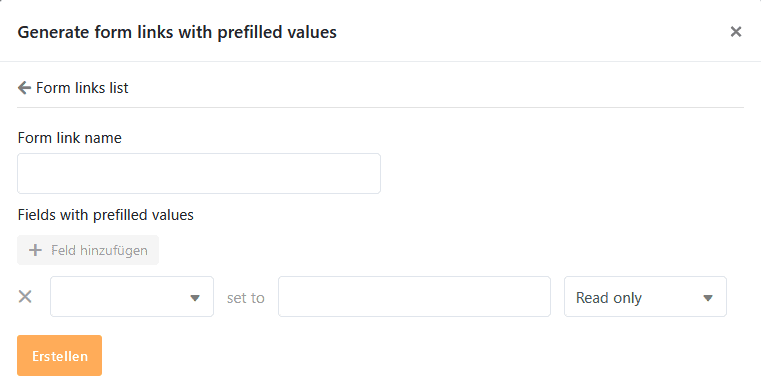 Generate form links with prefilled values
Form links list
Form link name
Fields with prefilled values
Feld hinzufügen
set to
Read only
Erstellen